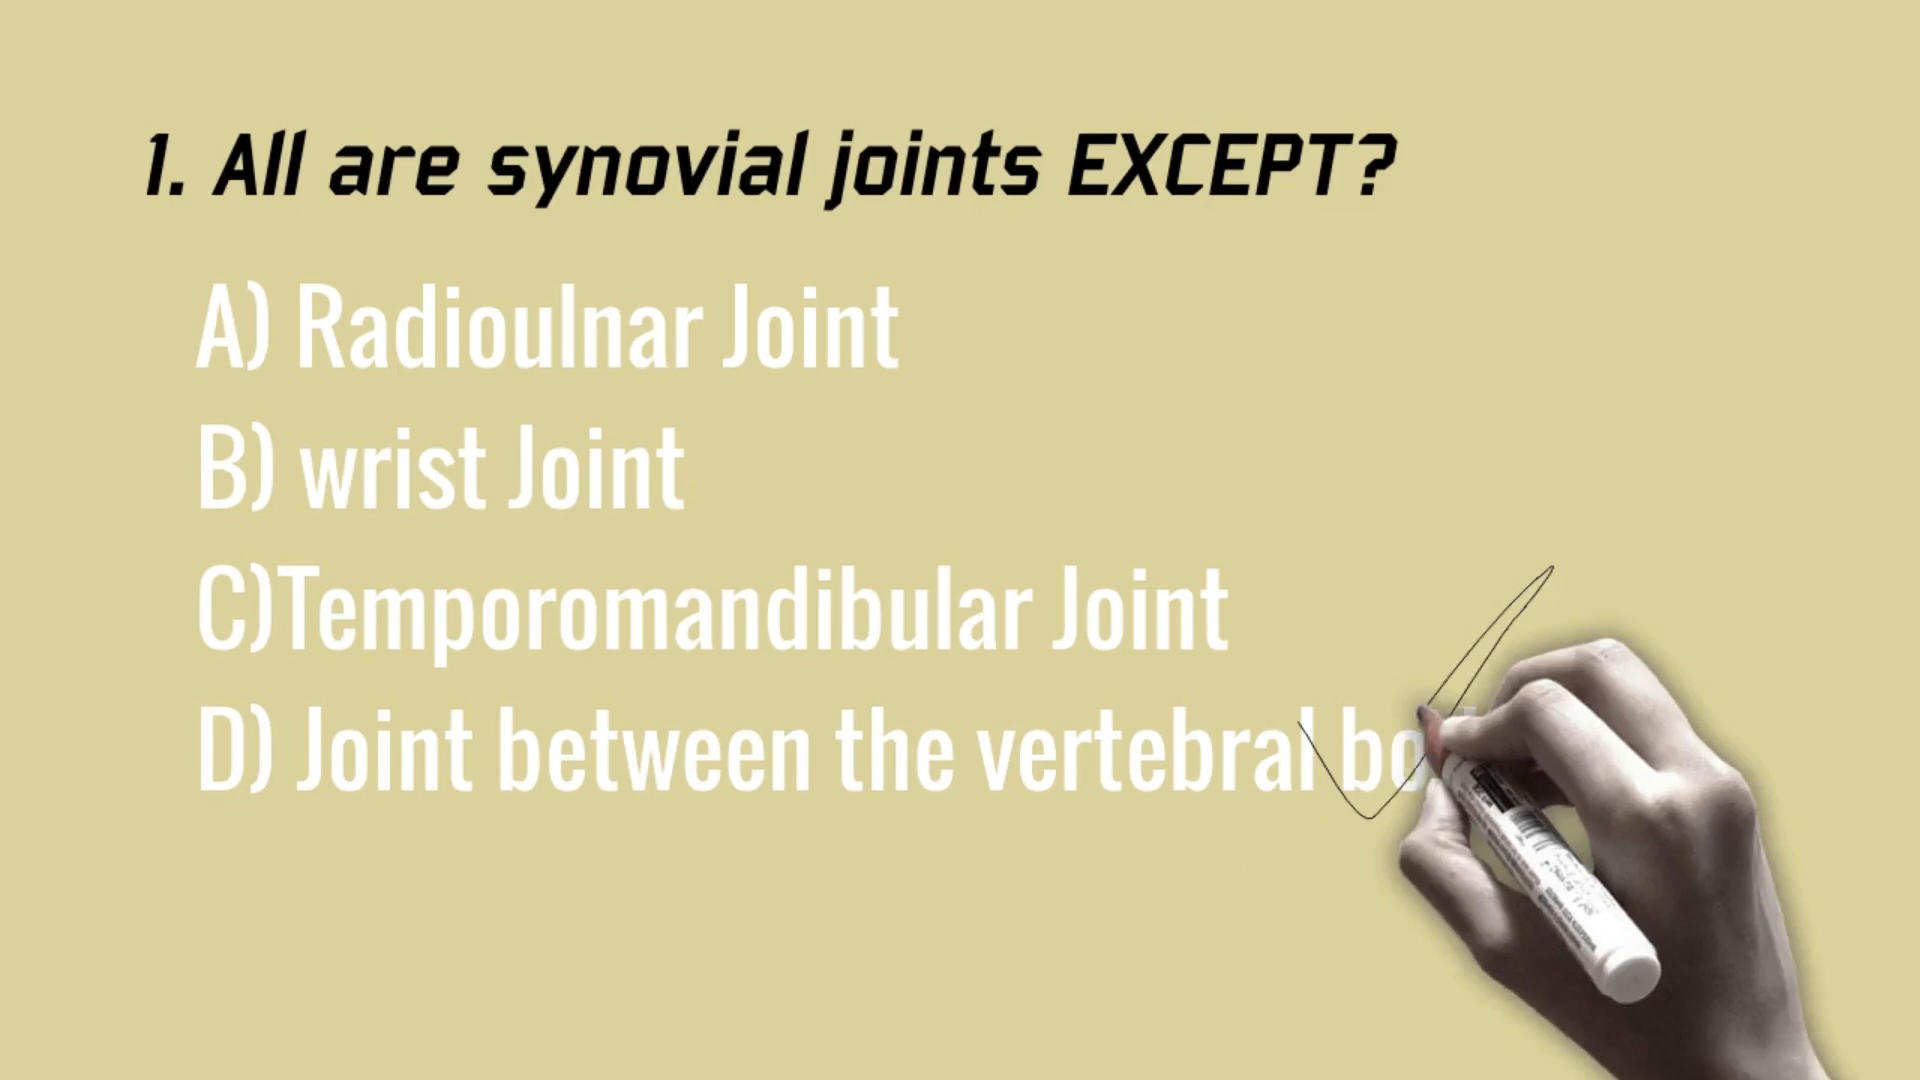 1. All are synovial joints EXCEPT?
A) Radioulnar Joint
B) wrist Joint
C)Temporomandibular Joint
D) Joint between the vertebral